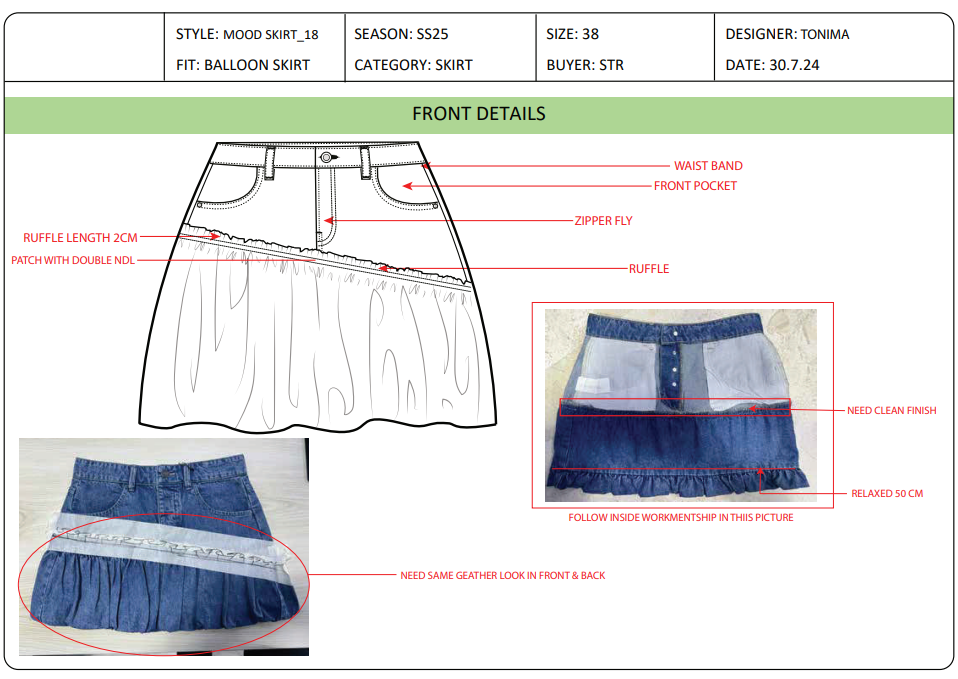 STYLE: MOOD SKIRT_18
FIT: BALLOON SKIRT
SEASON: SS25
CATEGORY: SKIRT
SIZE: 38
BUYER: STR
DESIGNER: TONIMA
DATE: 30.7.24
FRONT DETAILS
WAIST BAND
FRONT POCKET
ZIPPER FLY
RUFFLE LENGTH 2CM
PATCH WITH DOUBLE NDL
RUFFLE
NEED CLEAN FINISH
RELAXED 50 CM
FOLLOW INSIDE WORKMENTSHIP IN THIS PICTURE
NEED SAME GEATHER LOOK IN FRONT & BACK